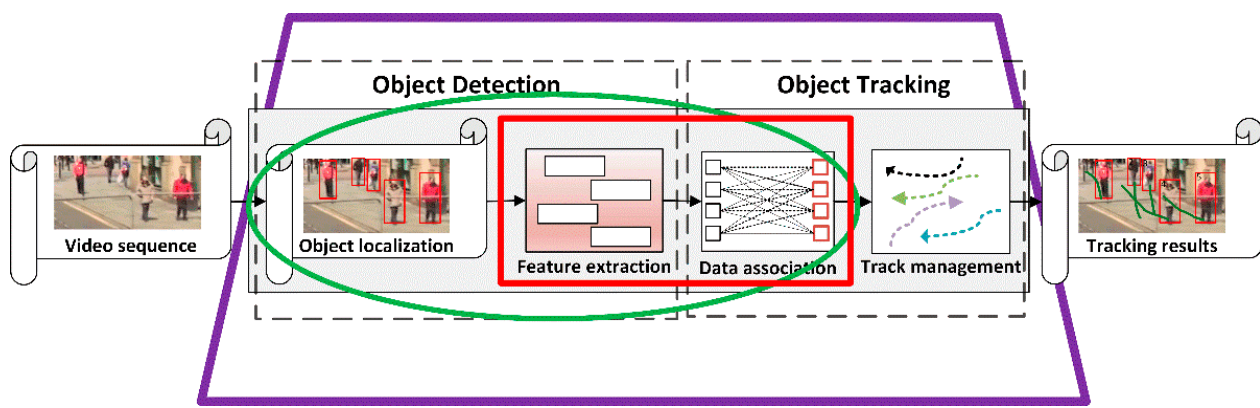 Object Detection
Object Tracking
Video sequence
Object localization
Feature extraction
Data association
Track management
Tracking results